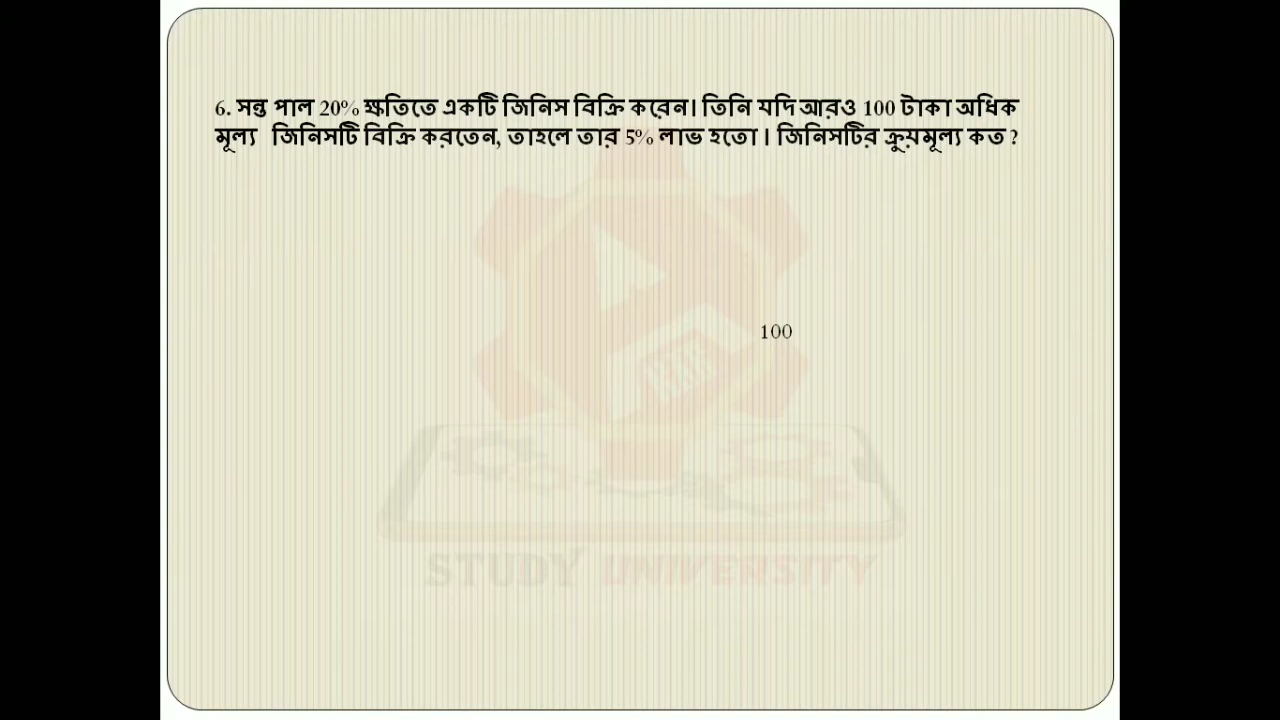 6. সন্তু পাল 20% ক্ষতিতে একটি জিনিস বিক্রি করেন। তিনি যদি আরও 100 টাকা অধিক
মূল্য জিনিসটি বিক্রি করতেন, তাহলে তার 5% লাভ হতো । জিনিসটির ক্রয়মূল্য কত ?
100
STUDY UNIVERSITY